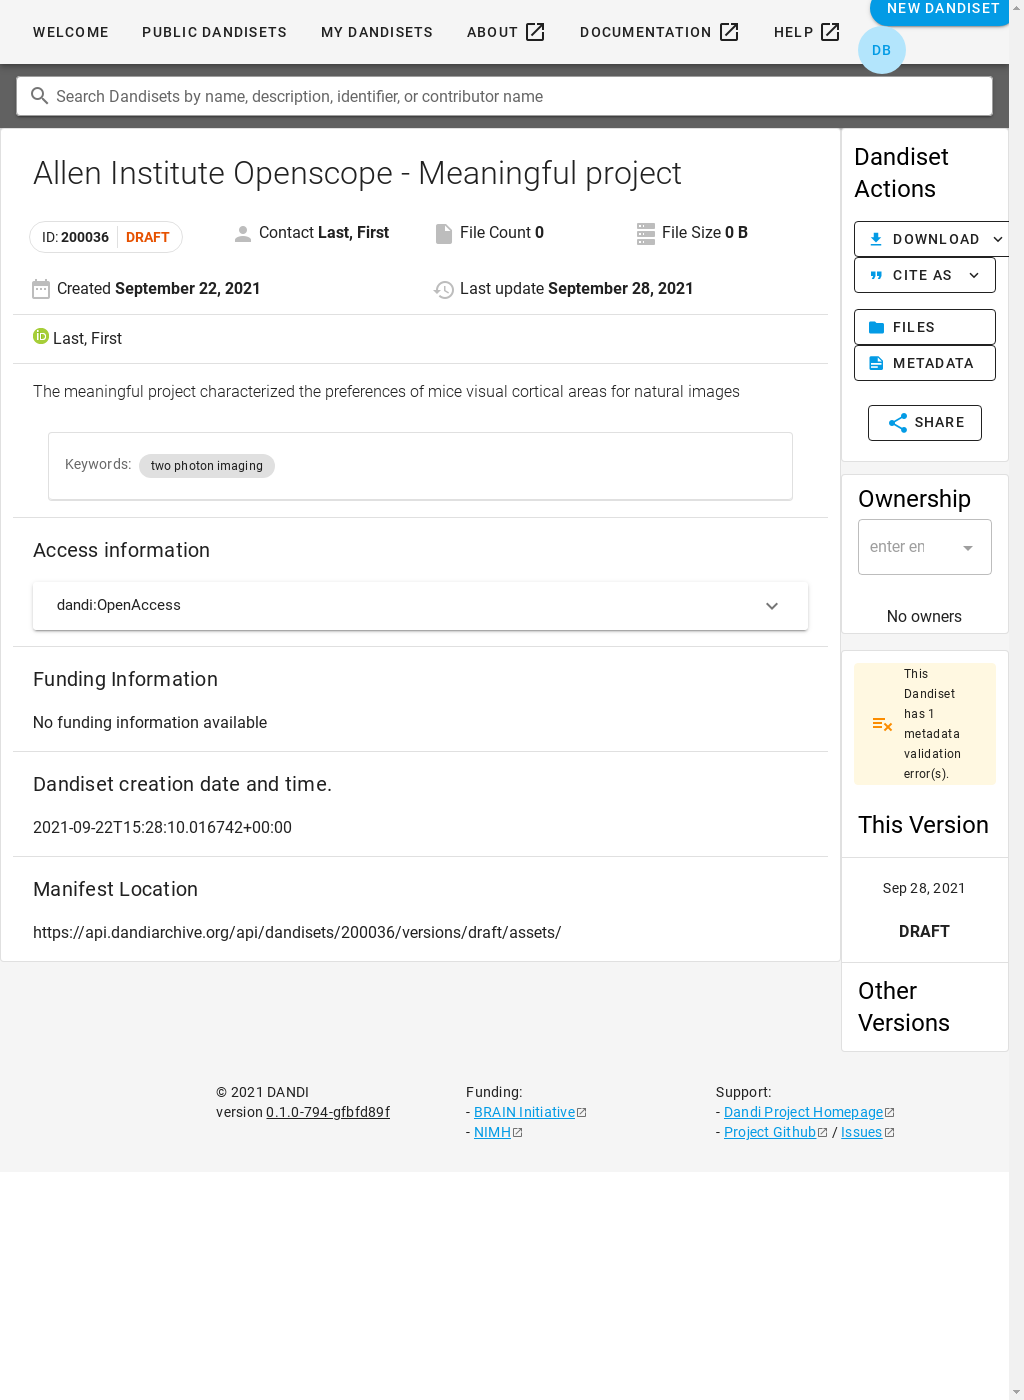 WELCOME PUBLIC DANDISETS MY DANDISETS ABOUT DOCUMENTATION HELP NEW DANDISET
DB
Search Dandisets by name, description, identifier, or contributor name
Allen Institute Openscope - Meaningful project
ID: 200036 DRAFT Contact Last, First File Count 0 File Size 0 B
Created September 22, 2021 Last update September 28, 2021
Last, First
The meaningful project characterized the preferences of mice visual cortical areas for natural images
Keywords: two photon imaging
Access information
dandi:OpenAccess
Funding Information
No funding information available
Dandiset creation date and time.
2021-09-22T15:28:10.016742+00:00
Manifest Location
https://api.dandiarchive.org/api/dandisets/200036/versions/draft/assets/
Dandiset
Actions
DOWNLOAD
CITE AS
FILES
METADATA
SHARE
Ownership
enter en
No owners
This
Dandiset
has 1
metadata
validation
error(s).
This Version
Sep 28, 2021
DRAFT
Other
Versions
© 2021 DANDI
version 0.1.0-794-gfbfd89f
Funding:
- BRAIN Initiative
- NIMH
Support:
- Dandi Project Homepage
- Project Github / Issues